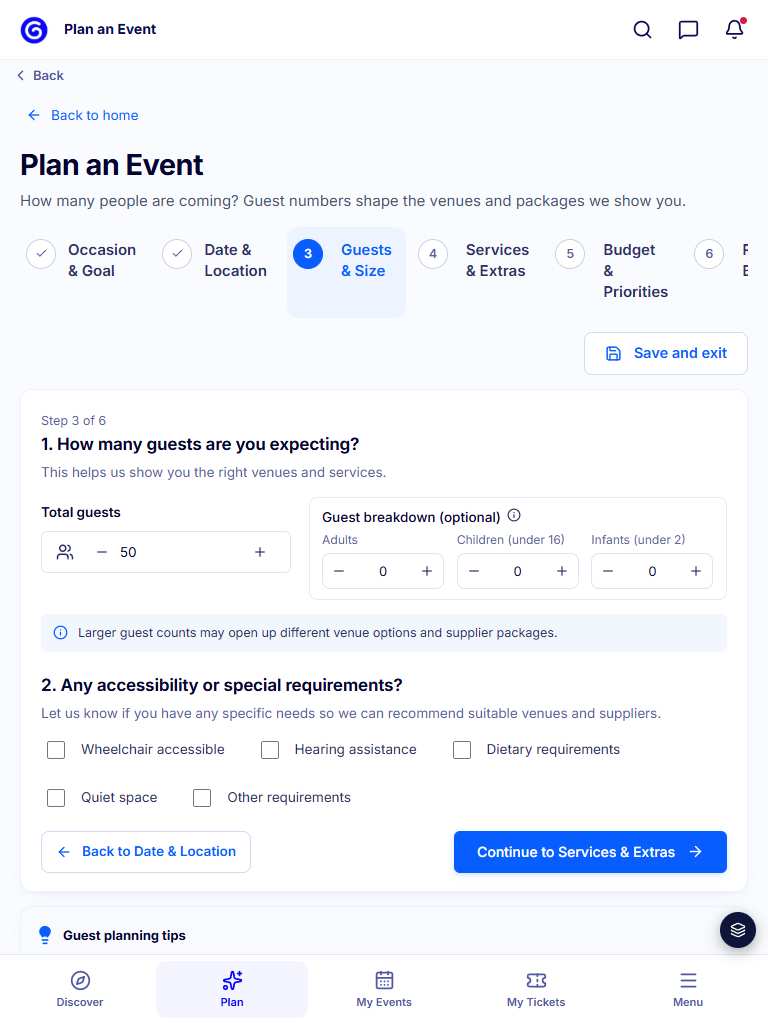 Plan an Event
Back
Back to home
Plan an Event
How many people are coming? Guest numbers shape the venues and packages we show you.
Occasion & Goal
Date & Location
3 Guests & Size
4 Services & Extras
5 Budget & Priorities
6
Save and exit
Step 3 of 6
1. How many guests are you expecting?
This helps us show you the right venues and services.
Total guests
50
Guest breakdown (optional)
Adults Children (under 16) Infants (under 2)
0 0 0
Larger guest counts may open up different venue options and supplier packages.
2. Any accessibility or special requirements?
Let us know if you have any specific needs so we can recommend suitable venues and suppliers.
Wheelchair accessible Hearing assistance Dietary requirements
Quiet space Other requirements
Back to Date & Location Continue to Services & Extras
Guest planning tips
Discover Plan My Events My Tickets Menu